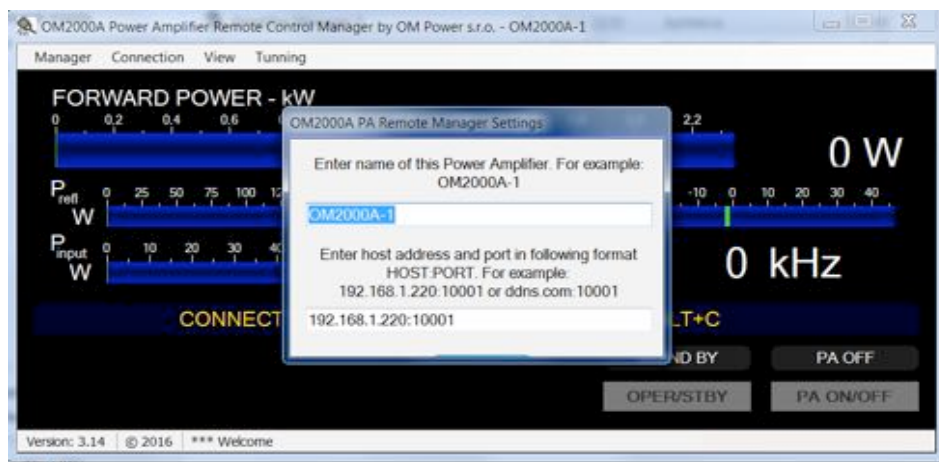 OM2000A Power Amplifier Remote Control Manager by OM Power s.r.o. - OM2000A-1
Manager Connection View Tunning
FORWARD POWER - kW
0 0,2 0,4 0,6 2,2
0 W
OM2000A PA Remote Manager Settings
Enter name of this Power Amplifier. For example:
OM2000A-1
OM2000A-1
Enter host address and port in following format
HOST:PORT. For example:
192.168.1.220:10001 or ddns.com:10001
192.168.1.220:10001
Prefl W 0 25 50 75 100 -10 0 10 20 30 40
Pinput W 0 10 20 30
0 kHz
CONNECT LT+C
ND BY PA OFF
OPER/STBY PA ON/OFF
Version: 3.14 © 2016 *** Welcome